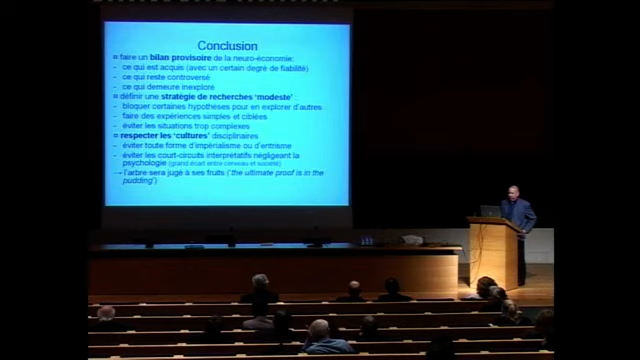 Conclusion
= faire un bilan provisoire de la neuro-économie:
- ce qui est acquis (avec un certain degré de fiabilité)
- ce qui reste controversé
- ce qui demeure inexploré
= définir une stratégie de recherches 'modeste' :
- bloquer certaines hypothèses pour en explorer d'autres
- faire des expériences simples et ciblées
- éviter les situations trop complexes
= respecter les 'cultures' disciplinaires
- éviter toute forme d'impérialisme ou d'entrisme
- éviter les court-circuits interprétatifs négligeant la
psychologie (grand écart entre cerveau et société)
→ l'arbre sera jugé à ses fruits ('the ultimate proof is in the
pudding')